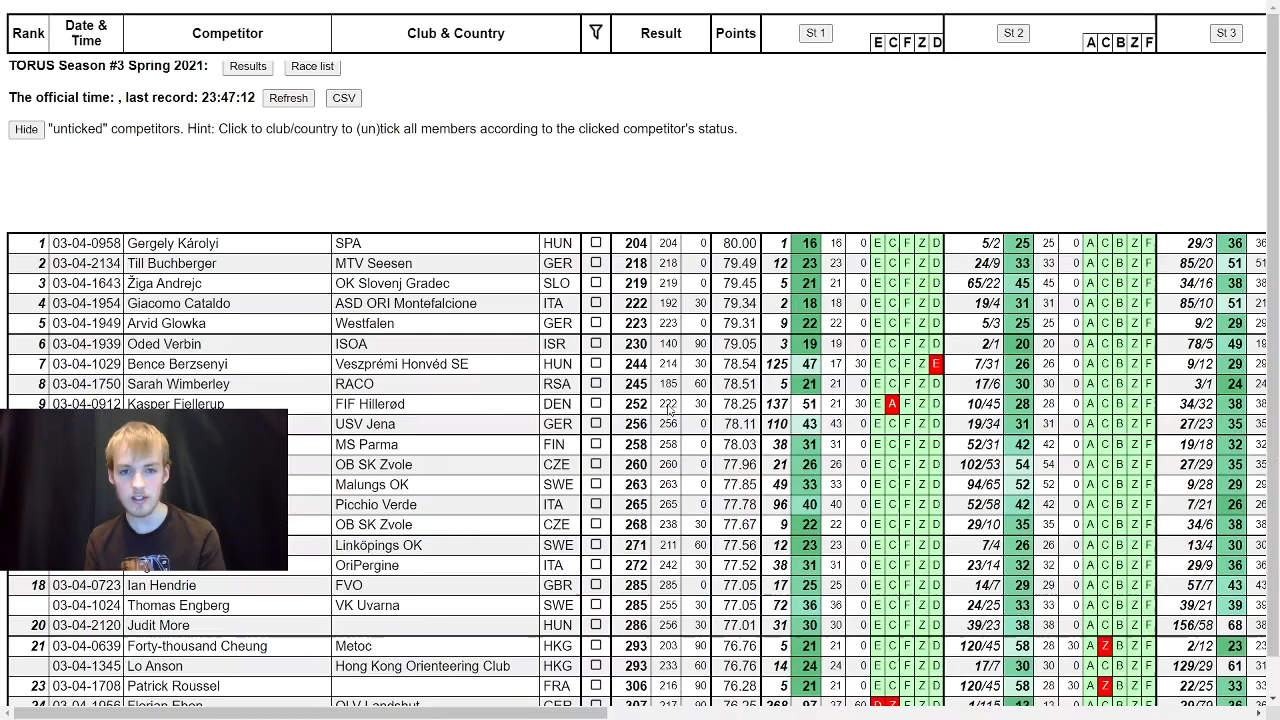 Rank Date & Time Competitor Club & Country Result Points St 1 E C F Z D St 2 A C B Z F St 3
TORUS Season #3 Spring 2021: Results Race list
The official time: , last record: 23:47:12 Refresh CSV
Hide "unticked" competitors. Hint: Click to club/country to (un)tick all members according to the clicked competitor's status.
1 03-04-0958 Gergely Károlyi SPA HUN 204 204 0 80.00 1 16 16 0 E C F Z D 5/2 25 25 0 A C B Z F 29/3 36 36
2 03-04-2134 Till Buchberger MTV Seesen GER 218 218 0 79.49 12 23 23 0 E C F Z D 24/9 33 33 0 A C B Z F 85/20 51 51
3 03-04-1643 Žiga Andrejc OK Slovenj Gradec SLO 219 219 0 79.45 5 21 21 0 E C F Z D 65/22 45 45 0 A C B Z F 34/16 38 38
4 03-04-1954 Giacomo Cataldo ASD ORI Montefalcione ITA 222 192 30 79.34 2 18 18 0 E C F Z D 19/4 31 31 0 A C B Z F 85/10 51 21
5 03-04-1949 Arvid Glowka Westfalen GER 223 223 0 79.31 9 22 22 0 E C F Z D 5/3 25 25 0 A C B Z F 9/2 29 29
6 03-04-1939 Oded Verbin ISOA ISR 230 140 90 79.05 3 19 19 0 E C F Z D 2/1 20 20 0 A C B Z F 78/5 49 19
7 03-04-1029 Bence Berzsenyi Veszprémi Honvéd SE HUN 244 214 30 78.54 125 47 17 30 E C F Z E 7/31 26 26 0 A C B Z F 9/12 29 29
8 03-04-1750 Sarah Wimberley RACO RSA 245 185 60 78.51 5 21 21 0 E C F Z D 17/6 30 30 0 A C B Z F 3/1 24 24
9 03-04-0912 Kasper Fjellerup FIF Hillerød DEN 252 222 30 78.25 137 51 21 30 E A F Z D 10/45 28 28 0 A C B Z F 34/32 38 38
USV Jena GER 256 256 0 78.11 110 43 43 0 E C F Z D 19/34 31 31 0 A C B Z F 27/23 35 35
MS Parma FIN 258 258 0 78.03 38 31 31 0 E C F Z D 52/31 42 42 0 A C B Z F 19/18 32 32
OB SK Zvole CZE 260 260 0 77.96 21 26 26 0 E C F Z D 102/53 54 54 0 A C B Z F 27/29 35 35
Malungs OK SWE 263 263 0 77.85 49 33 33 0 E C F Z D 94/65 52 52 0 A C B Z F 9/28 29 29
Picchio Verde ITA 265 265 0 77.78 96 40 40 0 E C F Z D 52/58 42 42 0 A C B Z F 7/21 26 26
OB SK Zvole CZE 268 238 30 77.67 9 22 22 0 E C F Z D 29/10 35 35 0 A C B Z F 34/6 38 38
Linköpings OK SWE 271 211 60 77.56 12 23 23 0 E C F Z D 7/4 26 26 0 A C B Z F 13/4 30 30
OriPergine ITA 272 242 30 77.52 38 31 31 0 E C F Z D 23/14 32 32 0 A C B Z F 29/9 36 36
18 03-04-0723 Ian Hendrie FVO GBR 285 285 0 77.05 17 25 25 0 E C F Z D 14/7 29 29 0 A C B Z F 57/7 43 43
03-04-1024 Thomas Engberg VK Uvarna SWE 285 255 30 77.05 72 36 36 0 E C F Z D 24/25 33 33 0 A C B Z F 39/21 39 39
20 03-04-2120 Judit More HUN 286 256 30 77.01 31 30 30 0 E C F Z D 39/23 38 38 0 A C B Z F 156/58 68 38
21 03-04-0639 Forty-thousand Cheung Metoc HKG 293 203 90 76.76 5 21 21 0 E C F Z D 120/45 58 28 30 A Z B Z F 2/12 23 23
03-04-1345 Lo Anson Hong Kong Orienteering Club HKG 293 233 60 76.76 14 24 24 0 E C F Z D 17/7 30 30 0 A C B Z F 129/29 61 31
23 03-04-1708 Patrick Roussel FRA 306 216 90 76.28 5 21 21 0 E C F Z D 120/45 58 28 30 A Z B Z F 22/25 33 33